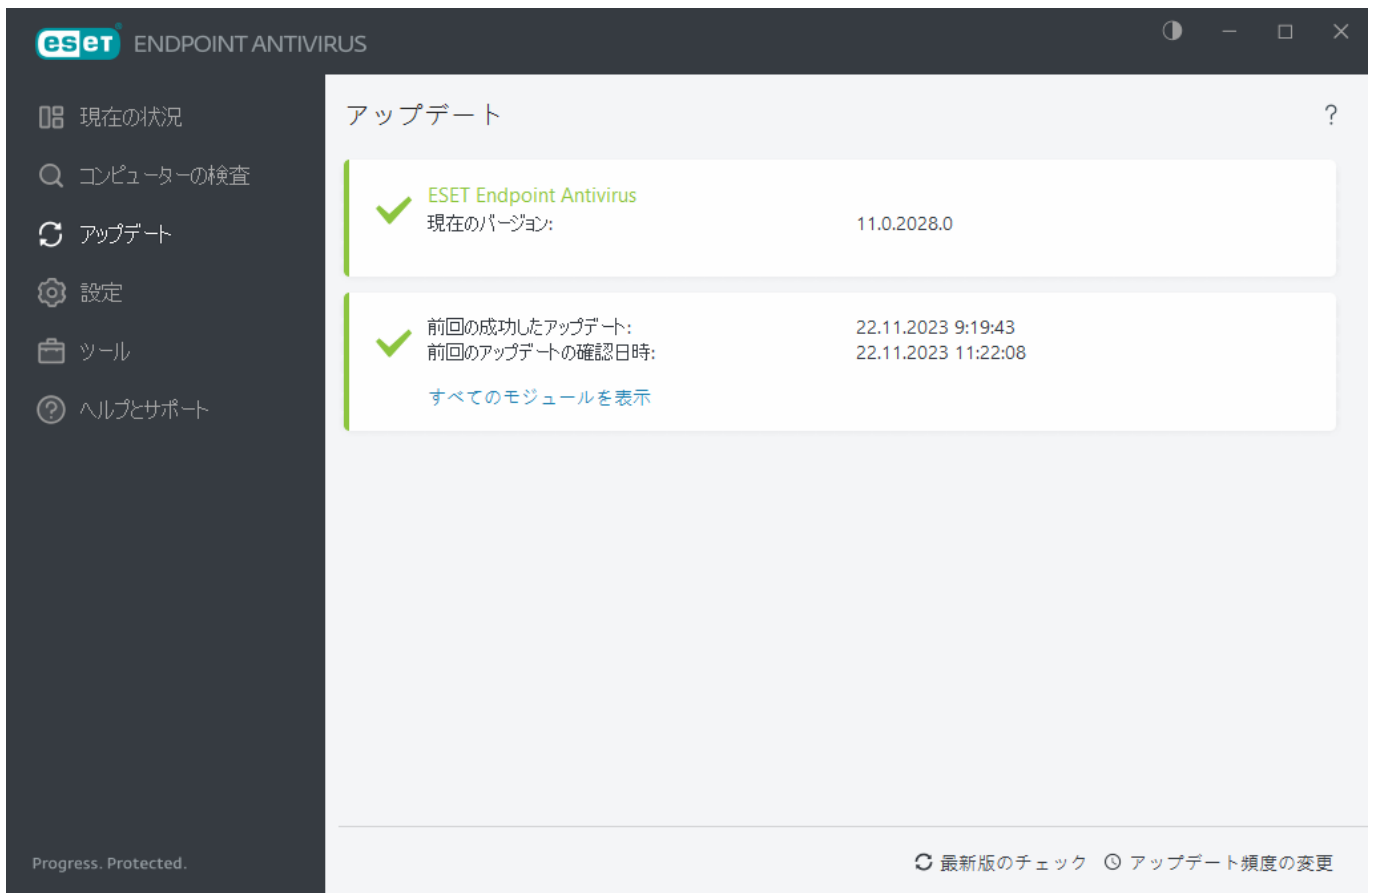 eset ENDPOINT ANTIVIRUS
現在の状況
コンピューターの検査
アップデート
設定
ツール
ヘルプとサポート
Progress. Protected.
アップデート ?
ESET Endpoint Antivirus
現在のバージョン: 11.0.2028.0
前回の成功したアップデート: 22.11.2023 9:19:43
前回のアップデートの確認日時: 22.11.2023 11:22:08
すべてのモジュールを表示
最新版のチェック アップデート頻度の変更